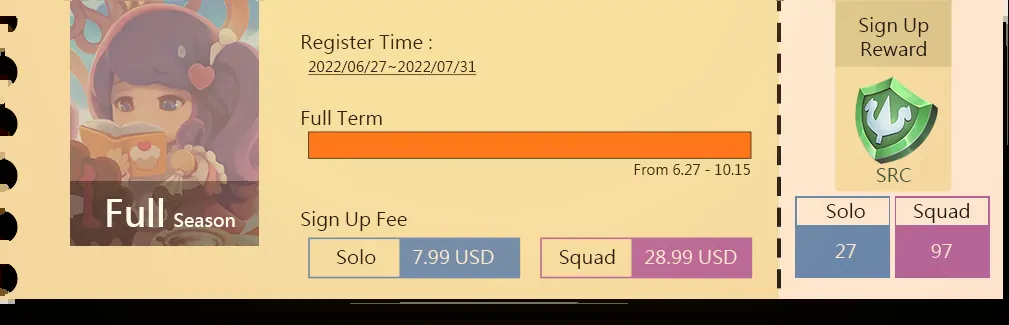 Sign Up
Reward
Register Time :
2022/06/27~2022/07/31
Full Term
From 6.27 - 10.15
SRC
Full Season
Sign Up Fee
Solo 7.99 USD Squad 28.99 USD
Solo Squad
27 97